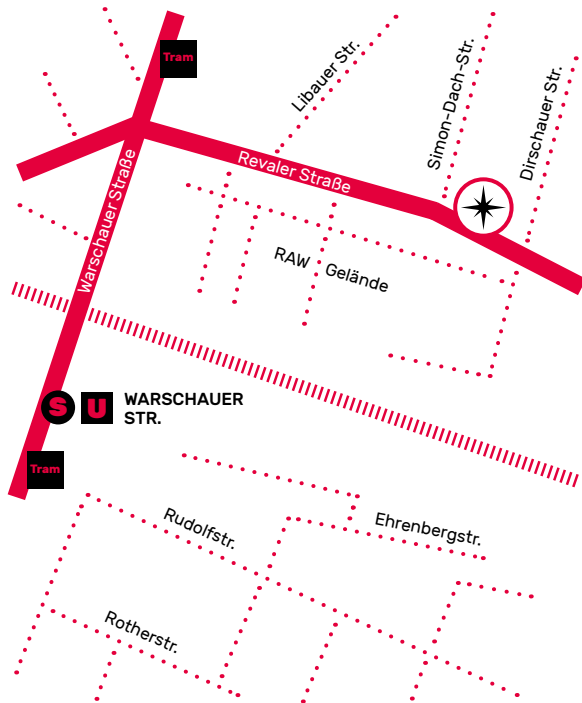 Tram
Libauer Str.
Simon-Dach-Str.
Dirschauer Str.
Revaler Straße
Warschauer Straße
RAW Gelände
S U WARSCHAUER
STR.
Tram
Rudolfstr.
Ehrenbergstr.
Rotherstr.